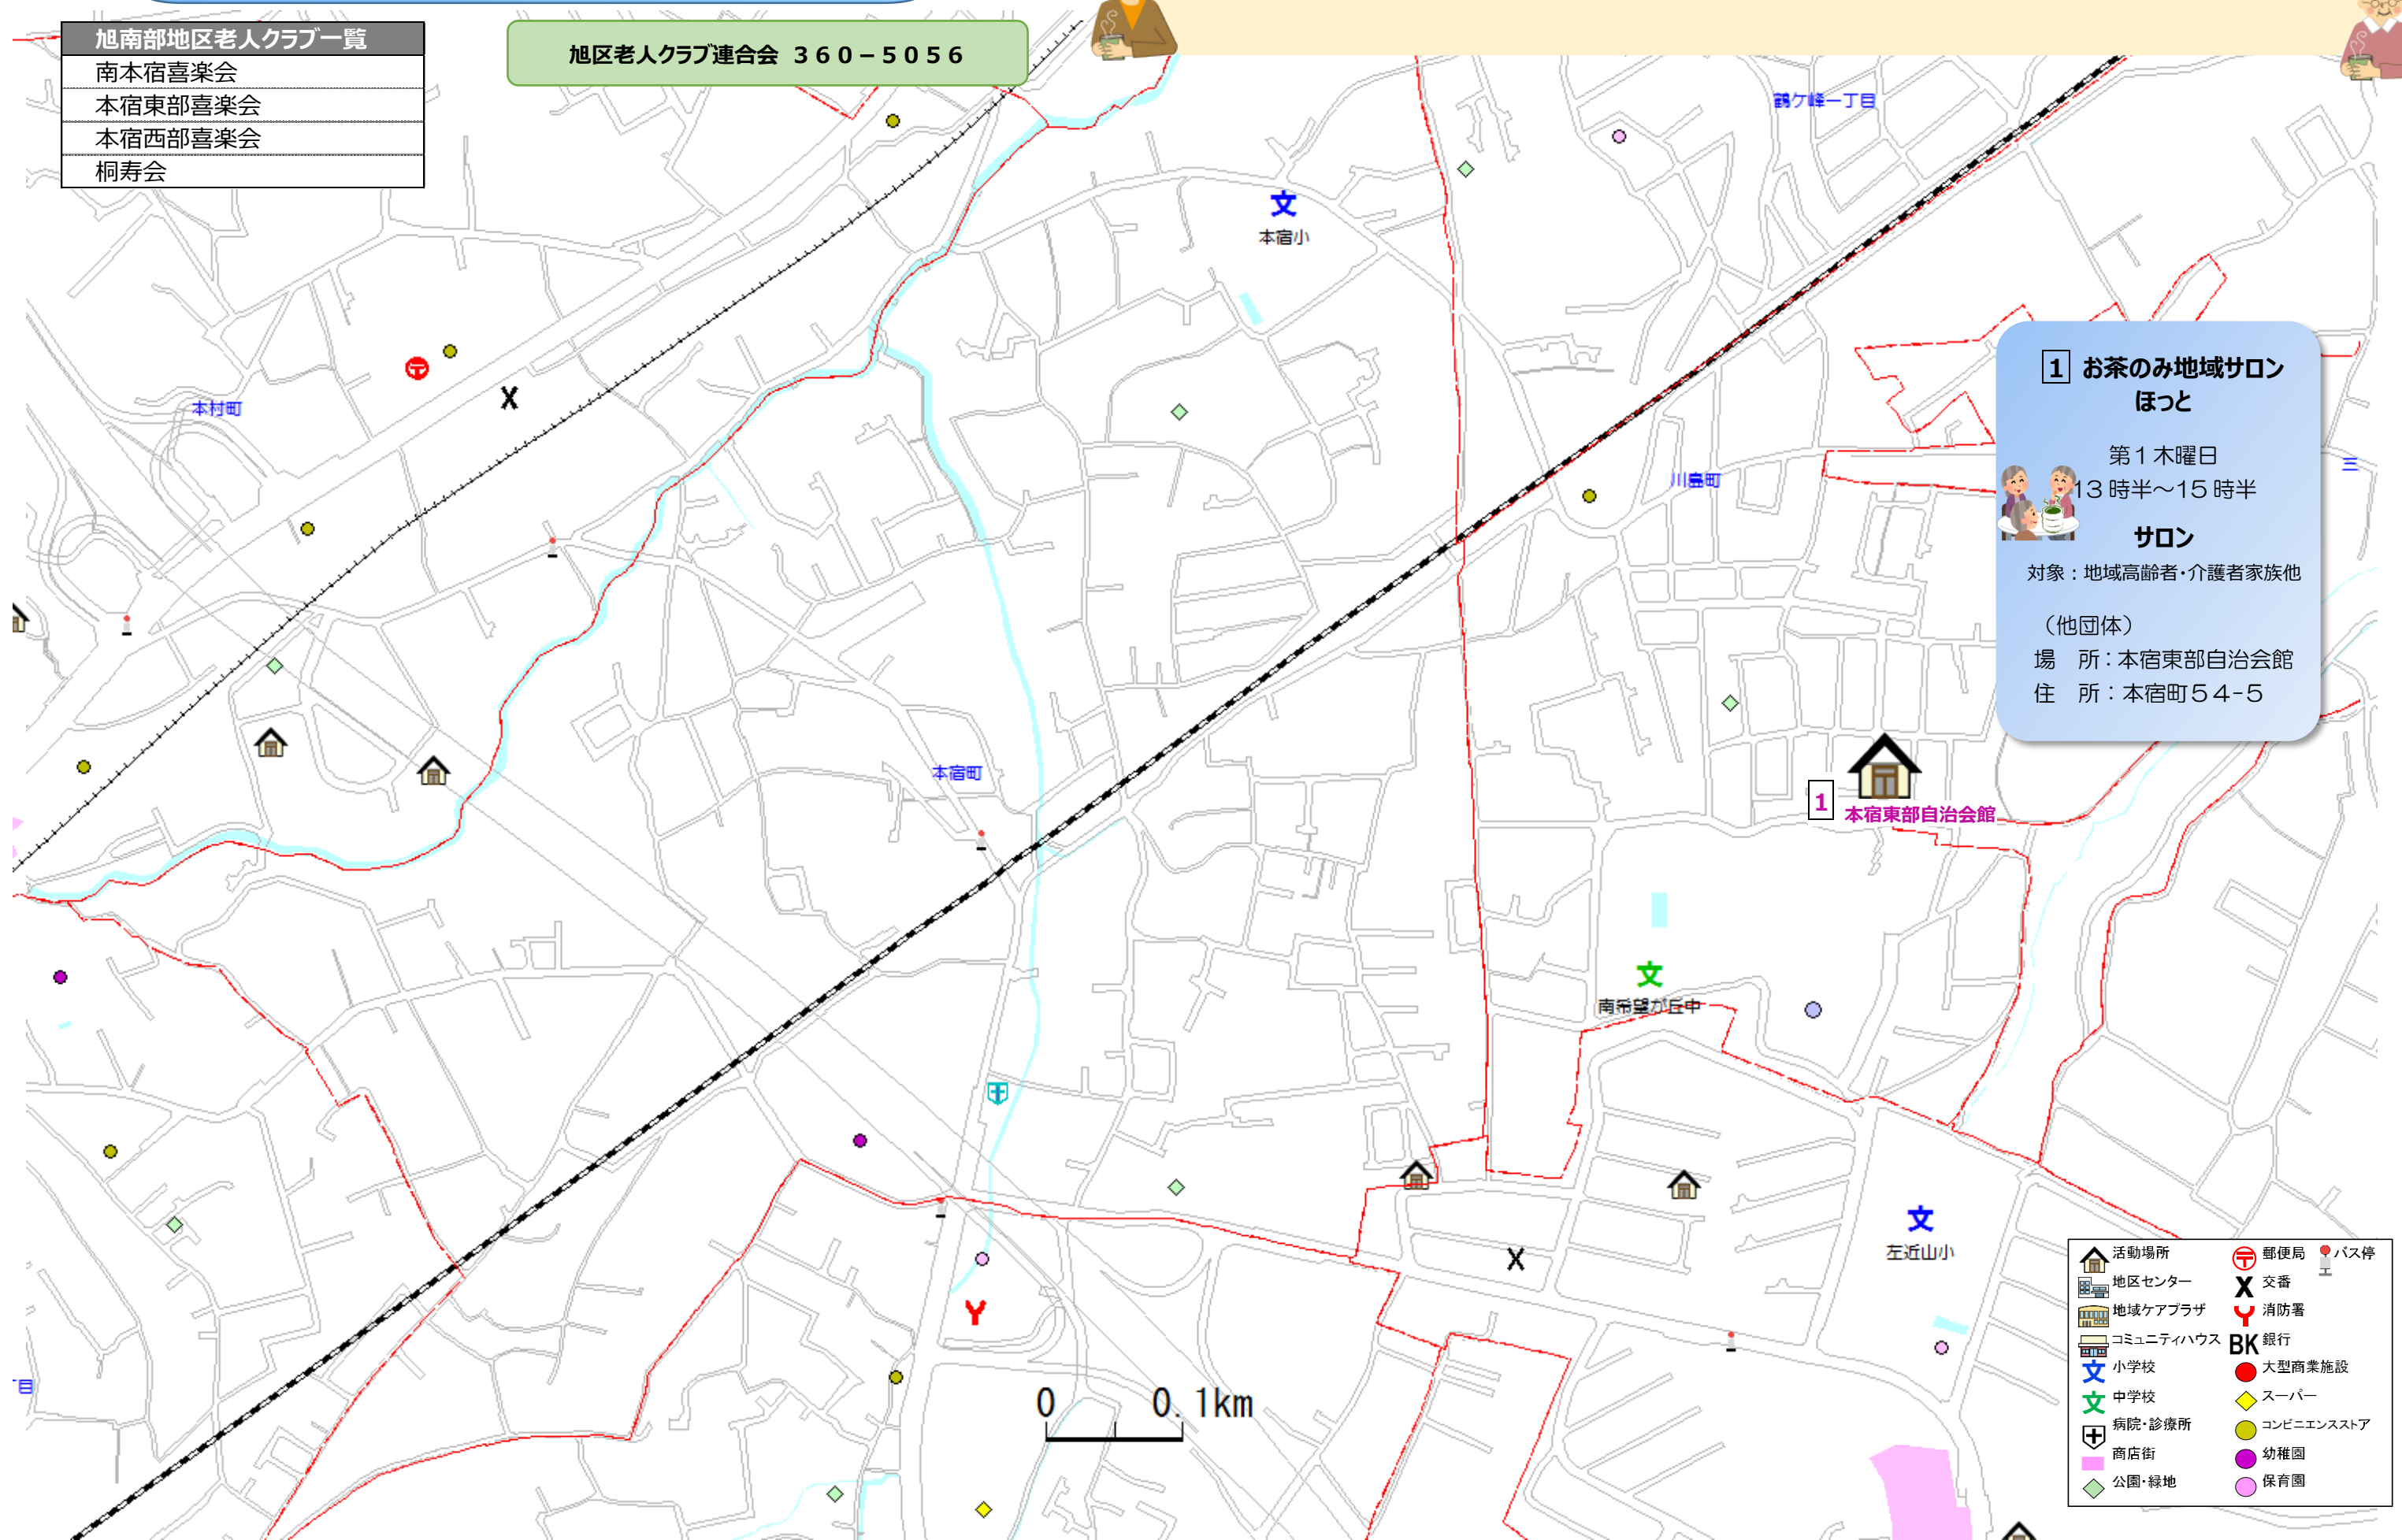 旭南部地区老人クラブ一覧
南本宿喜楽会
本宿東部喜楽会
本宿西部喜楽会
桐寿会
旭区老人クラブ連合会 ３６０－５０５６
鶴ケ峰一丁目
文
本宿小
本村町
川島町
三
1 お茶のみ地域サロン
ほっと
第１木曜日
13時半～15時半
サロン
対象：地域高齢者・介護者家族他
（他団体）
場　所：本宿東部自治会館
住　所：本宿町５４-５
本宿町
1
本宿東部自治会館
文
南希望が丘中
文
左近山小
目
0 0.1km
活動場所
地区センター
地域ケアプラザ
コミュニティハウス
文 小学校
文 中学校
病院・診療所
商店街
公園・緑地
郵便局
バス停
X 交番
Y 消防署
BK 銀行
大型商業施設
スーパー
コンビニエンスストア
幼稚園
保育園